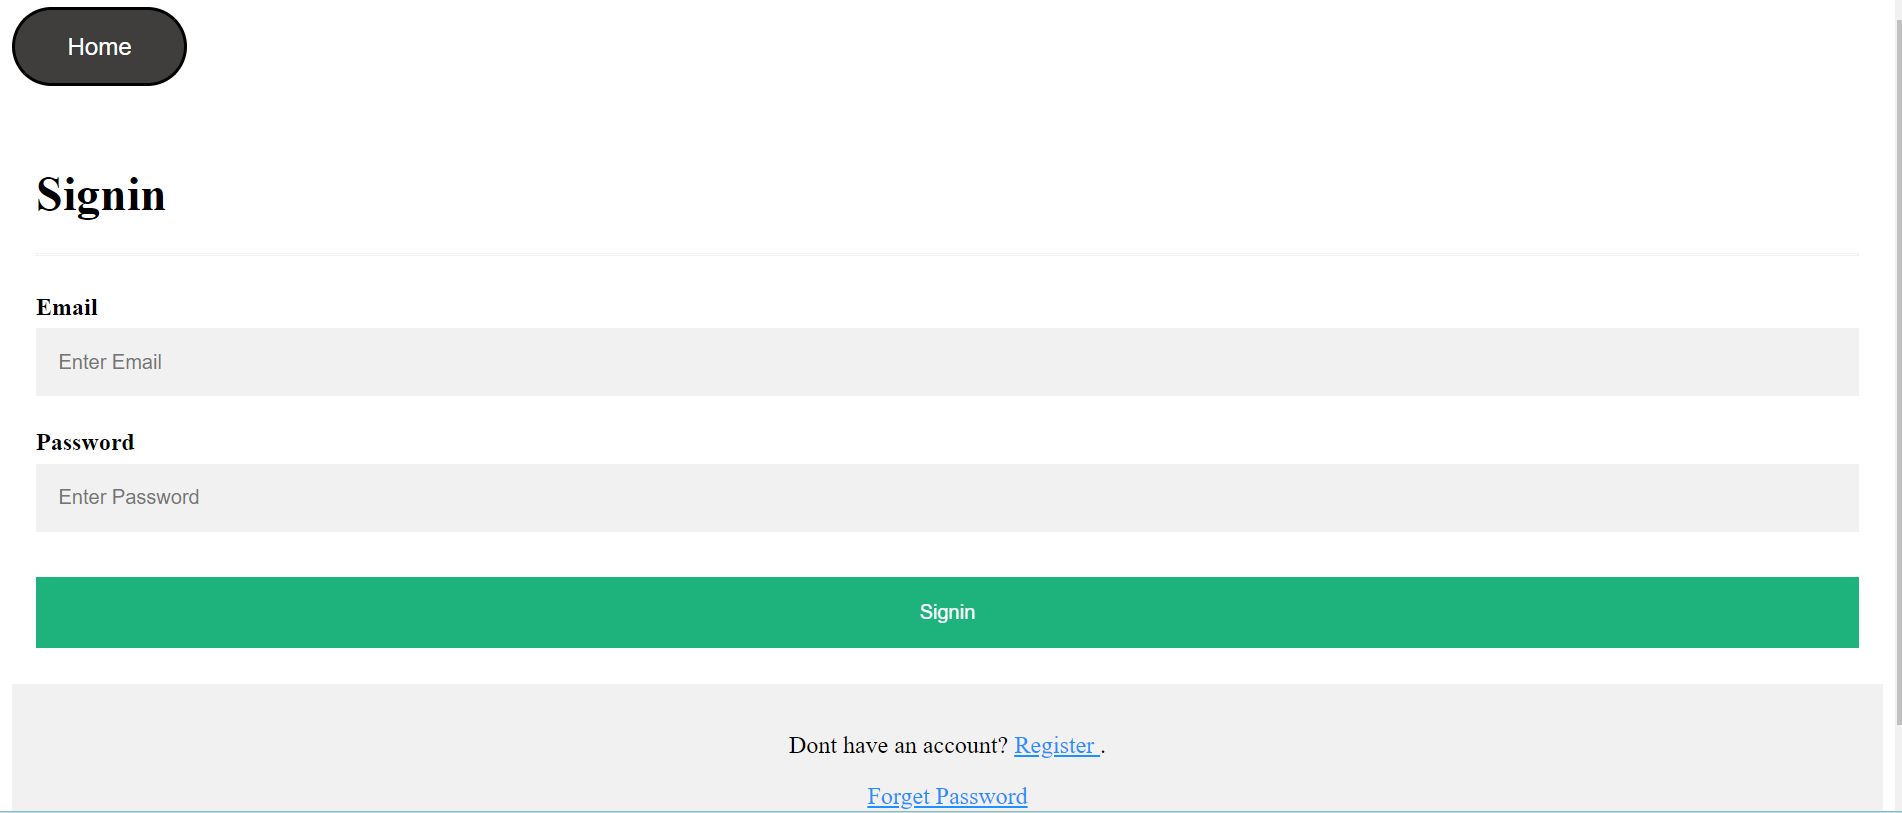 Home
Signin
Email
Enter Email
Password
Enter Password
Signin
Dont have an account? Register .
Forget Password